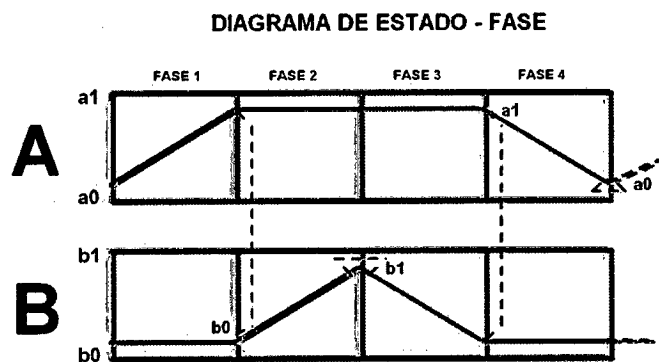 DIAGRAMA DE ESTADO - FASE
FASE 1 FASE 2 FASE 3 FASE 4
a1
a1
A
a0
a0
b1
b1
B
b0
b0